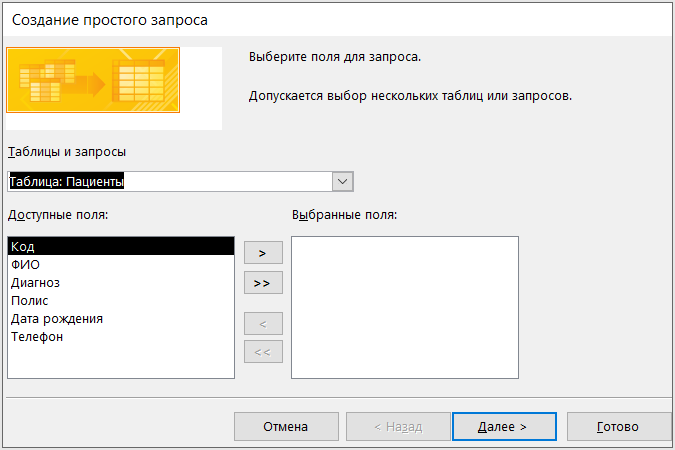 Создание простого запроса
Выберите поля для запроса.
Допускается выбор нескольких таблиц или запросов.
Таблицы и запросы
Таблица: Пациенты
Доступные поля:
Выбранные поля:
Код
ФИО
Диагноз
Полис
Дата рождения
Телефон
>
>>
<
<<
Отмена
< Назад
Далее >
Готово